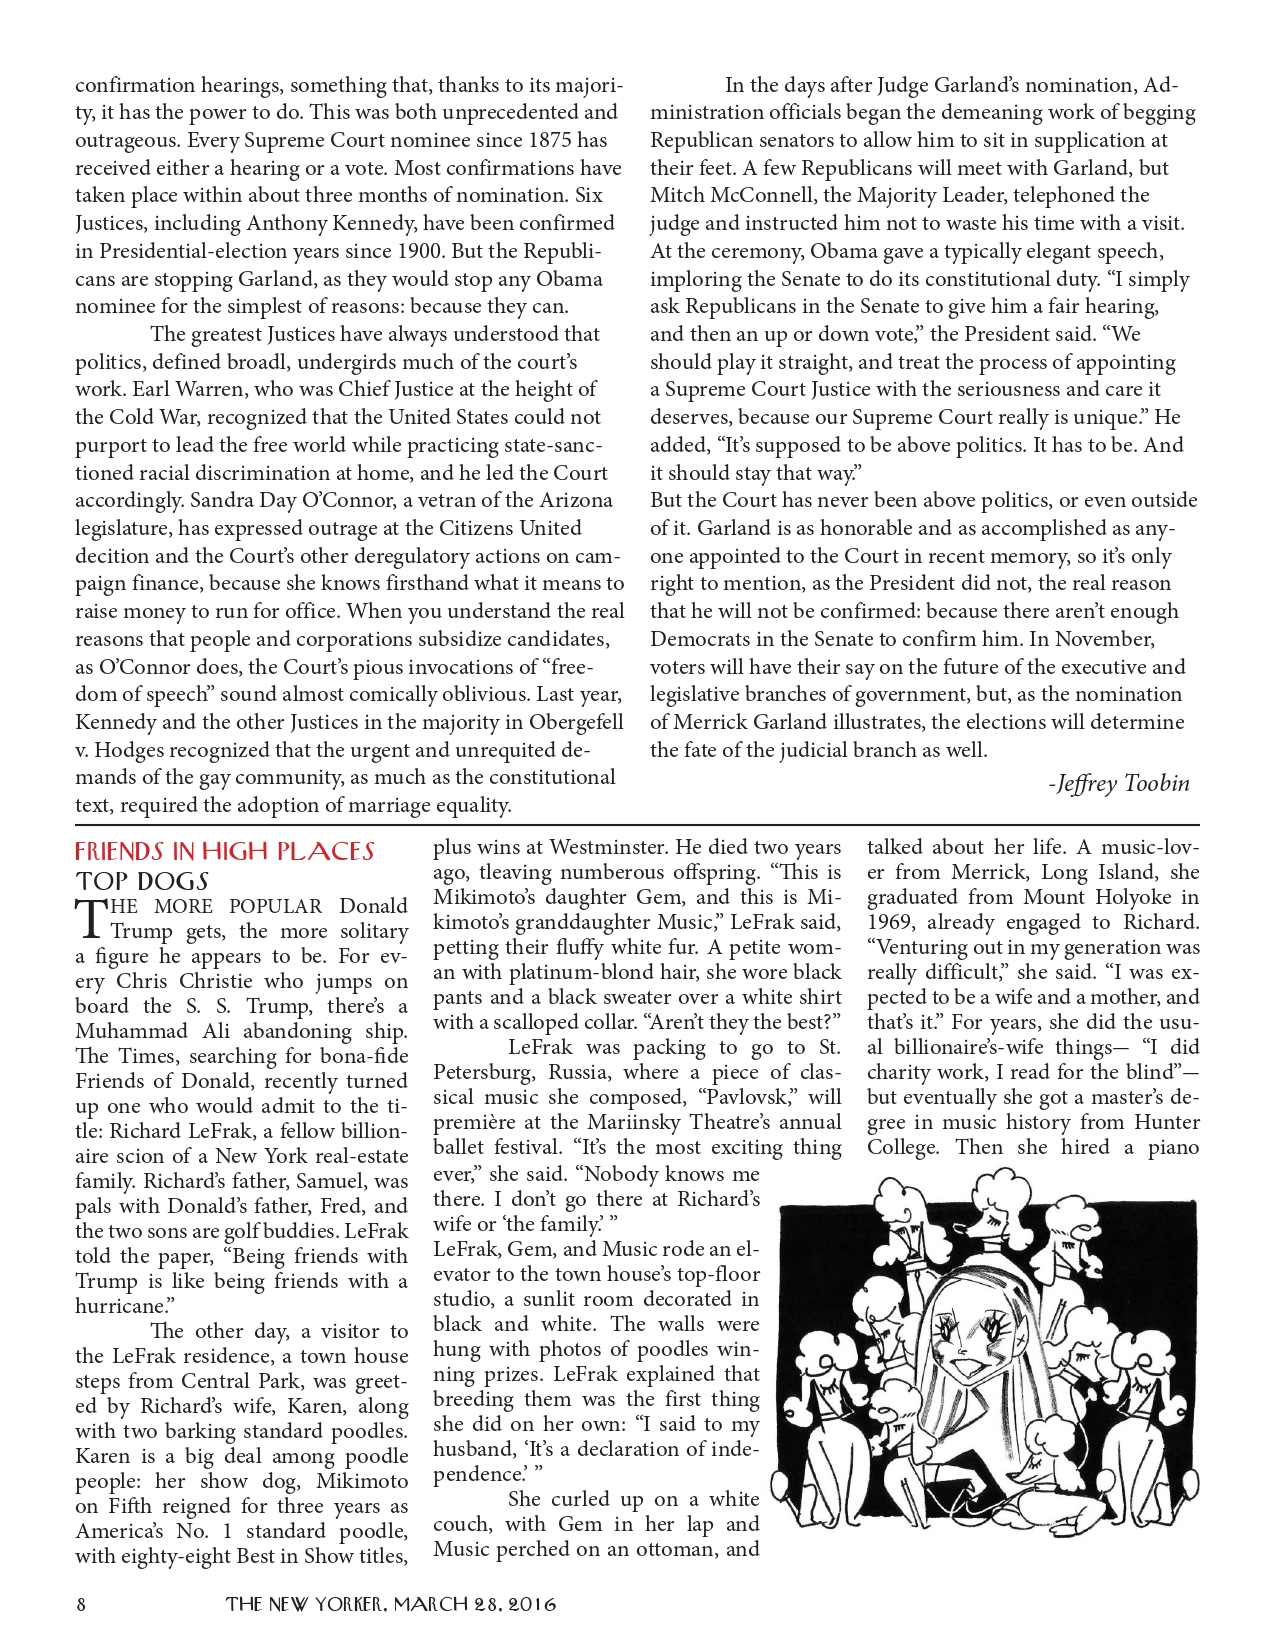 confirmation hearings, something that, thanks to its majori-
ty, it has the power to do. This was both unprecedented and
outrageous. Every Supreme Court nominee since 1875 has
received either a hearing or a vote. Most confirmations have
taken place within about three months of nomination. Six
Justices, including Anthony Kennedy, have been confirmed
in Presidential-election years since 1900. But the Republi-
cans are stopping Garland, as they would stop any Obama
nominee for the simplest of reasons: because they can.
The greatest Justices have always understood that
politics, defined broadl, undergirds much of the court's
work. Earl Warren, who was Chief Justice at the height of
the Cold War, recognized that the United States could not
purport to lead the free world while practicing state-sanc-
tioned racial discrimination at home, and he led the Court
accordingly. Sandra Day O'Connor, a vetran of the Arizona
legislature, has expressed outrage at the Citizens United
decition and the Court's other deregulatory actions on cam-
paign finance, because she knows firsthand what it means to
raise money to run for office. When you understand the real
reasons that people and corporations subsidize candidates,
as O'Connor does, the Court's pious invocations of “free-
dom of speech” sound almost comically oblivious. Last year,
Kennedy and the other Justices in the majority in Obergefell
v. Hodges recognized that the urgent and unrequited de-
mands of the gay community, as much as the constitutional
text, required the adoption of marriage equality.
In the days after Judge Garland's nomination, Ad-
ministration officials began the demeaning work of begging
Republican senators to allow him to sit in supplication at
their feet. A few Republicans will meet with Garland, but
Mitch McConnell, the Majority Leader, telephoned the
judge and instructed him not to waste his time with a visit.
At the ceremony, Obama gave a typically elegant speech,
imploring the Senate to do its constitutional duty. “I simply
ask Republicans in the Senate to give him a fair hearing,
and then an up or down vote,” the President said. “We
should play it straight, and treat the process of appointing
a Supreme Court Justice with the seriousness and care it
deserves, because our Supreme Court really is unique.” He
added, “It's supposed to be above politics. It has to be. And
it should stay that way.”
But the Court has never been above politics, or even outside
of it. Garland is as honorable and as accomplished as any-
one appointed to the Court in recent memory, so it's only
right to mention, as the President did not, the real reason
that he will not be confirmed: because there aren't enough
Democrats in the Senate to confirm him. In November,
voters will have their say on the future of the executive and
legislative branches of government, but, as the nomination
of Merrick Garland illustrates, the elections will determine
the fate of the judicial branch as well.
-Jeffrey Toobin
FRIENDS IN HIGH PLACES
TOP DOGS
THE MORE POPULAR Donald
Trump gets, the more solitary
a figure he appears to be. For ev-
ery Chris Christie who jumps on
board the S. S. Trump, there's a
Muhammad Ali abandoning ship.
The Times, searching for bona-fide
Friends of Donald, recently turned
up one who would admit to the ti-
tle: Richard LeFrak, a fellow billion-
aire scion of a New York real-estate
family. Richard's father, Samuel, was
pals with Donald's father, Fred, and
the two sons are golf buddies. LeFrak
told the paper, “Being friends with
Trump is like being friends with a
hurricane.”
The other day, a visitor to
the LeFrak residence, a town house
steps from Central Park, was greet-
ed by Richard's wife, Karen, along
with two barking standard poodles.
Karen is a big deal among poodle
people: her show dog, Mikimoto
on Fifth reigned for three years as
America's No. 1 standard poodle,
with eighty-eight Best in Show titles,
plus wins at Westminster. He died two years
ago, tleaving numberous offspring. “This is
Mikimoto's daughter Gem, and this is Mi-
kimoto's granddaughter Music,” LeFrak said,
petting their fluffy white fur. A petite wom-
an with platinum-blond hair, she wore black
pants and a black sweater over a white shirt
with a scalloped collar. “Aren't they the best?”
LeFrak was packing to go to St.
Petersburg, Russia, where a piece of clas-
sical music she composed, “Pavlovsk,” will
première at the Mariinsky Theatre's annual
ballet festival. “It's the most exciting thing
ever,” she said. “Nobody knows me
there. I don't go there at Richard's
wife or ‘the family.’ ”
LeFrak, Gem, and Music rode an el-
evator to the town house's top-floor
studio, a sunlit room decorated in
black and white. The walls were
hung with photos of poodles win-
ning prizes. LeFrak explained that
breeding them was the first thing
she did on her own: “I said to my
husband, ‘It's a declaration of inde-
pendence.’ ”
She curled up on a white
couch, with Gem in her lap and
Music perched on an ottoman, and
talked about her life. A music-lov-
er from Merrick, Long Island, she
graduated from Mount Holyoke in
1969, already engaged to Richard.
“Venturing out in my generation was
really difficult,” she said. “I was ex-
pected to be a wife and a mother, and
that's it.” For years, she did the usu-
al billionaire's-wife things— “I did
charity work, I read for the blind”—
but eventually she got a master's de-
gree in music history from Hunter
College. Then she hired a piano
8 THE NEW YORKER, MARCH 28, 2016